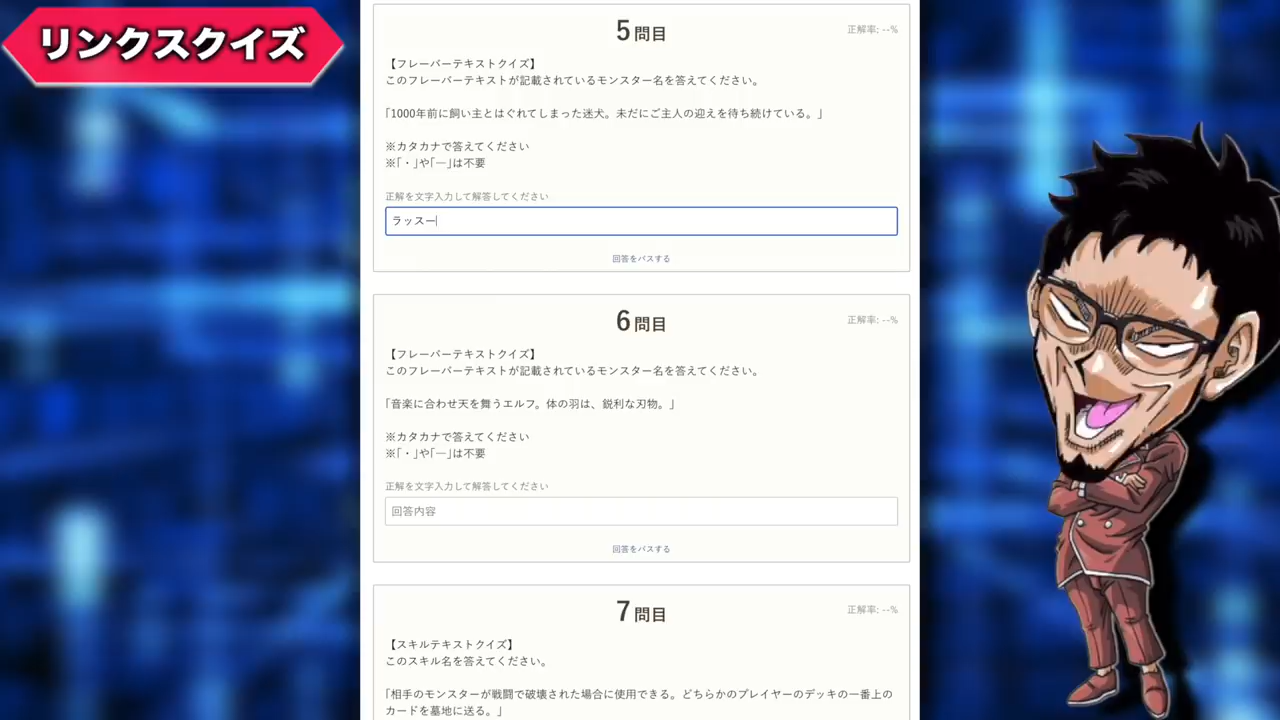 リンクスクイズ
5問目
正解率: --%
【フレーバーテキストクイズ】
このフレーバーテキストが記載されているモンスター名を答えてください。
「1000年前に飼い主とはぐれてしまった迷犬。未だにご主人の迎えを待ち続けている。」
※カタカナで答えてください
※「・」や「―」は不要
正解を文字入力して解答してください
ラッスー
回答をパスする
6問目
正解率: --%
【フレーバーテキストクイズ】
このフレーバーテキストが記載されているモンスター名を答えてください。
「音楽に合わせ天を舞うエルフ。体の羽は、鋭利な刃物。」
※カタカナで答えてください
※「・」や「―」は不要
正解を文字入力して解答してください
回答内容
回答をパスする
7問目
正解率: --%
【スキルテキストクイズ】
このスキル名を答えてください。
「相手のモンスターが戦闘で破壊された場合に使用できる。どちらかのプレイヤーのデッキの一番上の
カードを墓地に送る。」